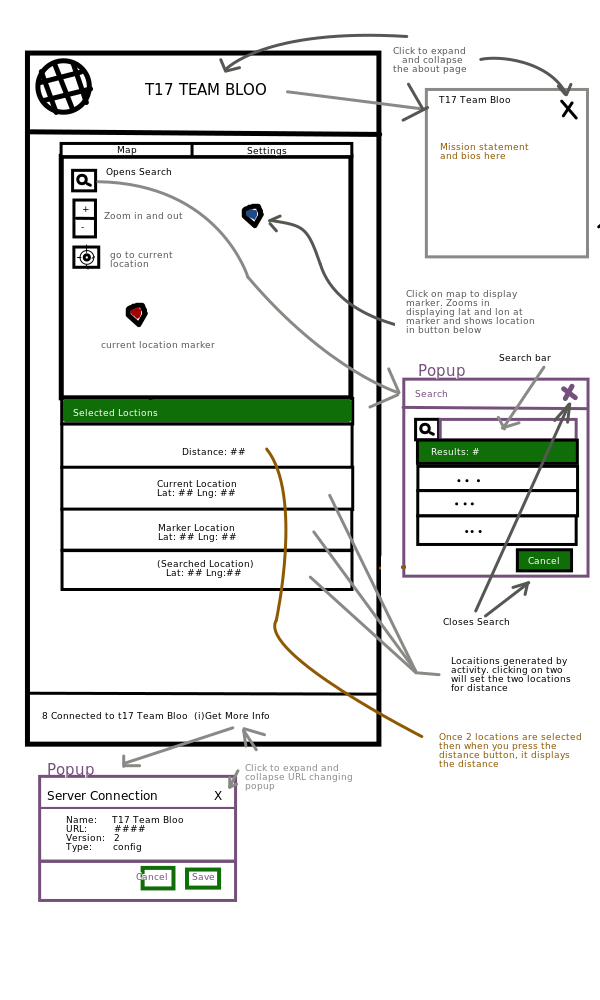 Click to expand
and collapse
the about page
T17 TEAM BLOO
T17 Team Bloo
Mission statement
and bios here
Map
Settings
Opens Search
+
-
Zoom in and out
go to current
location
current location marker
Click on map to display
marker. Zooms in
displaying lat and lon at
marker and shows location
in button below
Selected Loctions
Distance: ##
Current Location
Lat: ## Lng: ##
Marker Location
Lat: ## Lng: ##
(Searched Location)
Lat: ## Lng:##
Search bar
Popup
Search
Results: #
Cancel
Closes Search
Locaitions generated by
activity. clicking on two
will set the two locations
for distance
Once 2 locations are selected
then when you press the
distance button, it displays
the distance
8 Connected to t17 Team Bloo (i)Get More Info
Click to expand and
collapse URL changing
popup
Popup
Server Connection X
Name: T17 Team Bloo
URL: ####
Version: 2
Type: config
Cancel
Save